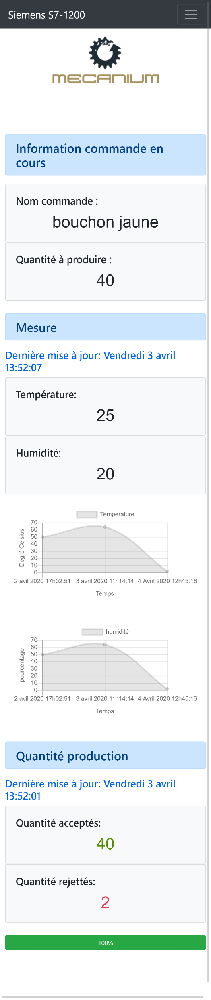 Siemens S7-1200
MECANIUM
Information commande en
cours
Nom commande :
bouchon jaune
Quantité à produire :
40
Mesure
Dernière mise à jour: Vendredi 3 avril
13:52:07
Température:
25
Humidité:
20
Temperature
Degré Celsius
70
60
50
40
30
20
10
0
2 avil 2020 17h02:51 3 avril 2020 11h14:14 4 Avril 2020 12h45:16
Temps
humidité
pourcentage
70
60
50
40
30
20
10
0
2 avil 2020 17h02:51 3 avril 2020 11h14:14 4 Avril 2020 12h45:16
Temps
Quantité production
Dernière mise à jour: Vendredi 3 avril
13:52:01
Quantité acceptés:
40
Quantité rejettés:
2
100%